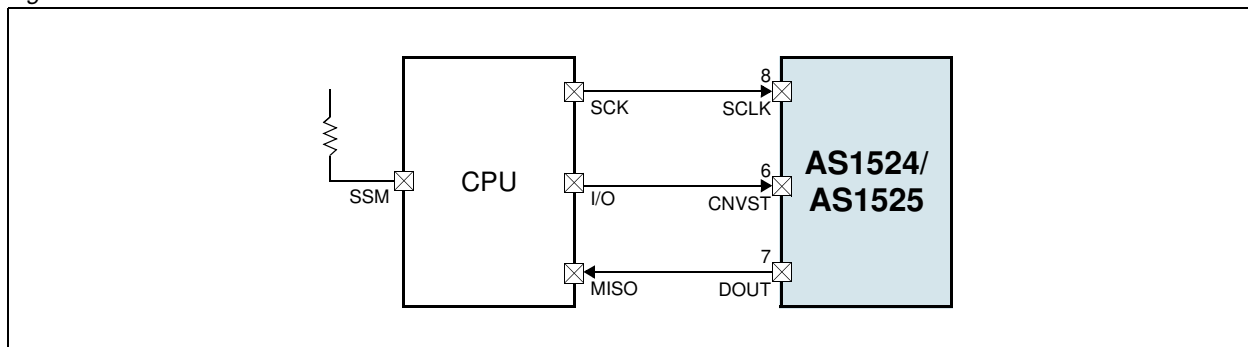 8
SCK
SCLK
AS1524/
AS1525
CPU
6
SSM
I/O
CNVST
7
MISO
DOUT